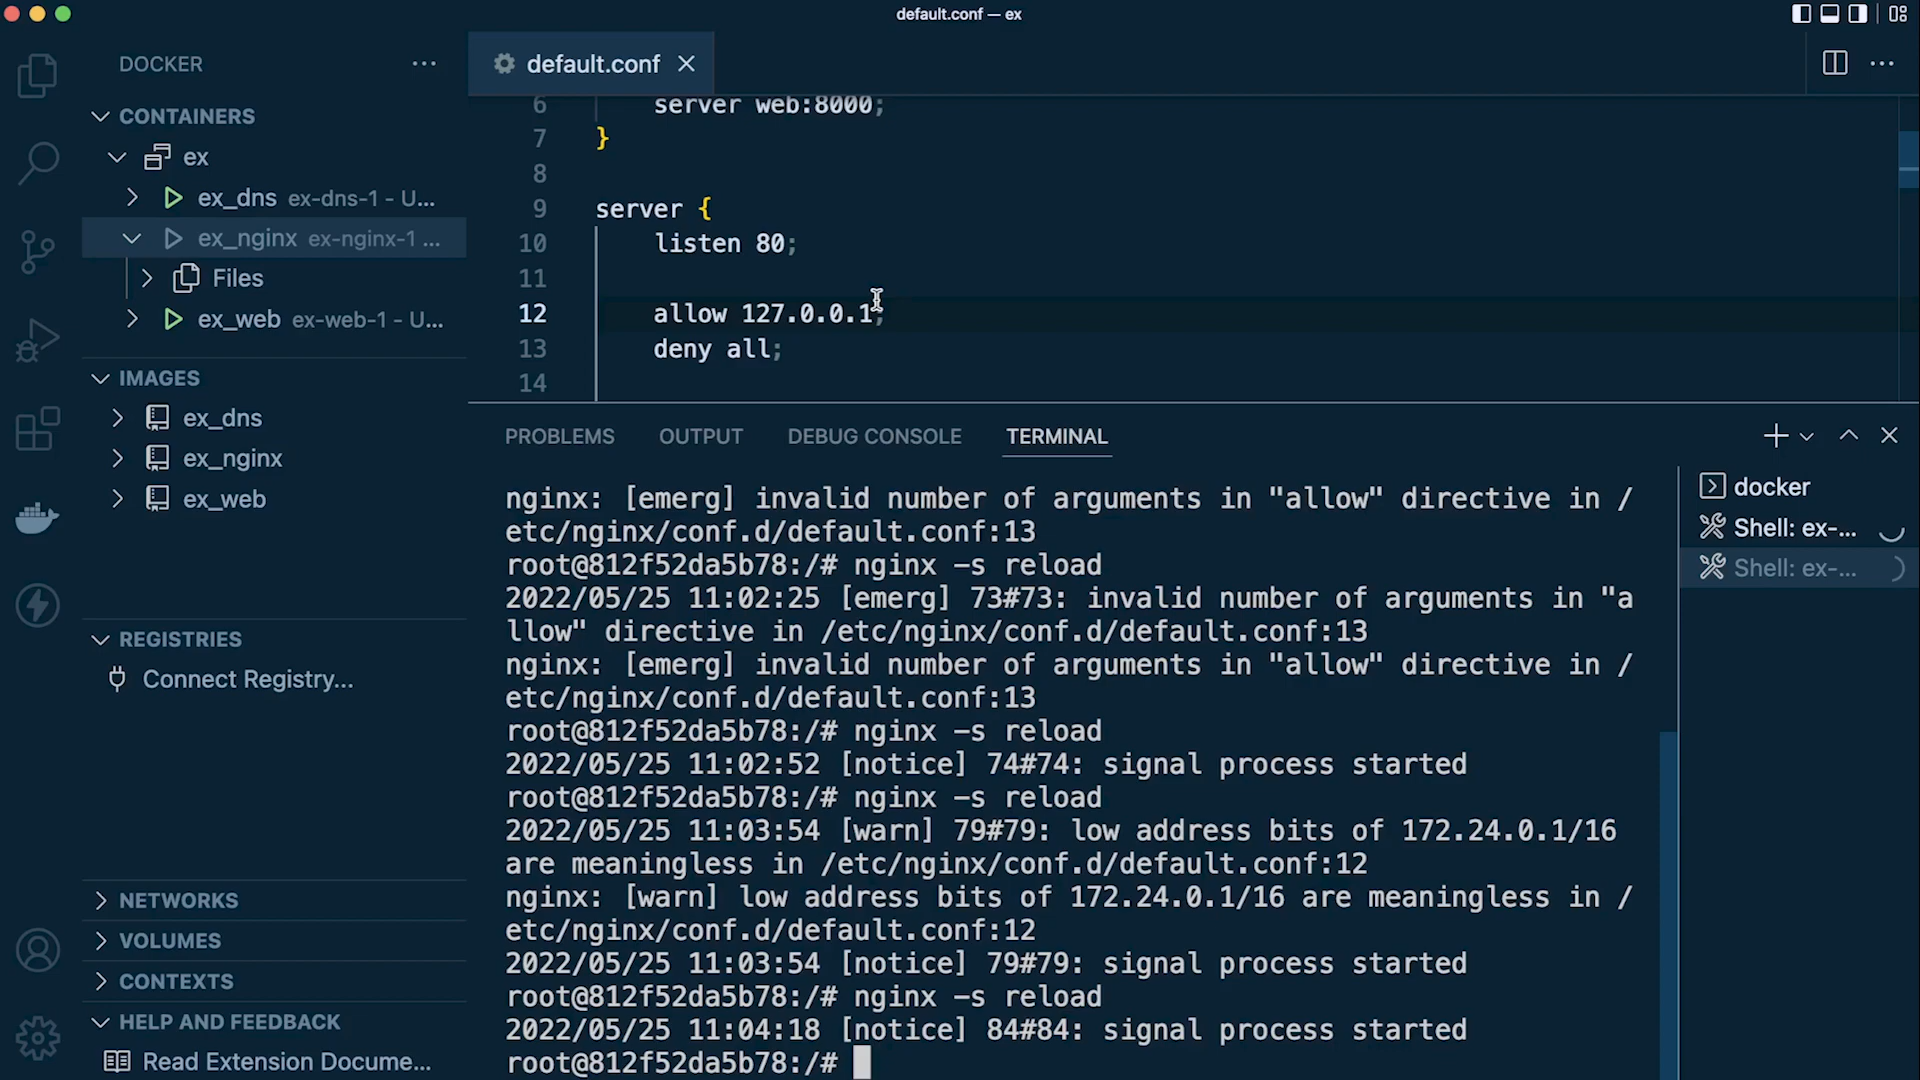 default.conf — ex
DOCKER
CONTAINERS
ex
ex_dns ex-dns-1 - U...
ex_nginx ex-nginx-1 ...
Files
ex_web ex-web-1 - U...
IMAGES
ex_dns
ex_nginx
ex_web
REGISTRIES
Connect Registry...
NETWORKS
VOLUMES
CONTEXTS
HELP AND FEEDBACK
Read Extension Docume...
default.conf
6 server web:8000;
7 }
8
9 server {
10 listen 80;
11
12 allow 127.0.0.1;
13 deny all;
14
PROBLEMS OUTPUT DEBUG CONSOLE TERMINAL
nginx: [emerg] invalid number of arguments in "allow" directive in /
etc/nginx/conf.d/default.conf:13
root@812f52da5b78:/# nginx -s reload
2022/05/25 11:02:25 [emerg] 73#73: invalid number of arguments in "a
llow" directive in /etc/nginx/conf.d/default.conf:13
nginx: [emerg] invalid number of arguments in "allow" directive in /
etc/nginx/conf.d/default.conf:13
root@812f52da5b78:/# nginx -s reload
2022/05/25 11:02:52 [notice] 74#74: signal process started
root@812f52da5b78:/# nginx -s reload
2022/05/25 11:03:54 [warn] 79#79: low address bits of 172.24.0.1/16
are meaningless in /etc/nginx/conf.d/default.conf:12
nginx: [warn] low address bits of 172.24.0.1/16 are meaningless in /
etc/nginx/conf.d/default.conf:12
2022/05/25 11:03:54 [notice] 79#79: signal process started
root@812f52da5b78:/# nginx -s reload
2022/05/25 11:04:18 [notice] 84#84: signal process started
root@812f52da5b78:/#
docker
Shell: ex-...
Shell: ex-...